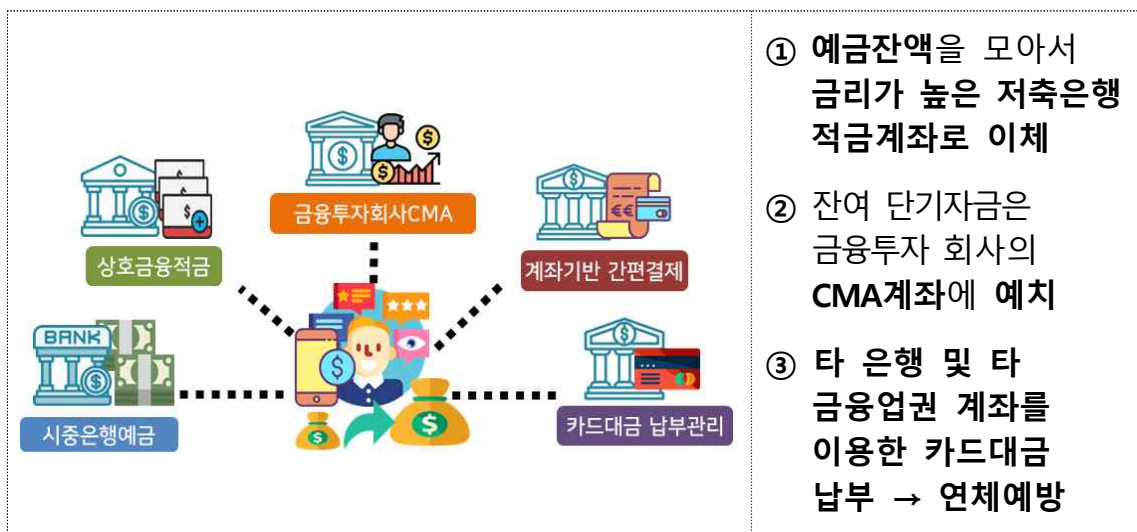 금융투자회사CMA
상호금융적금
계좌기반 간편결제
BANK
시중은행예금
카드대금 납부관리
① 예금잔액을 모아서
금리가 높은 저축은행
적금계좌로 이체
② 잔여 단기자금은
금융투자 회사의
CMA계좌에 예치
③ 타 은행 및 타
금융업권 계좌를
이용한 카드대금
납부 → 연체예방